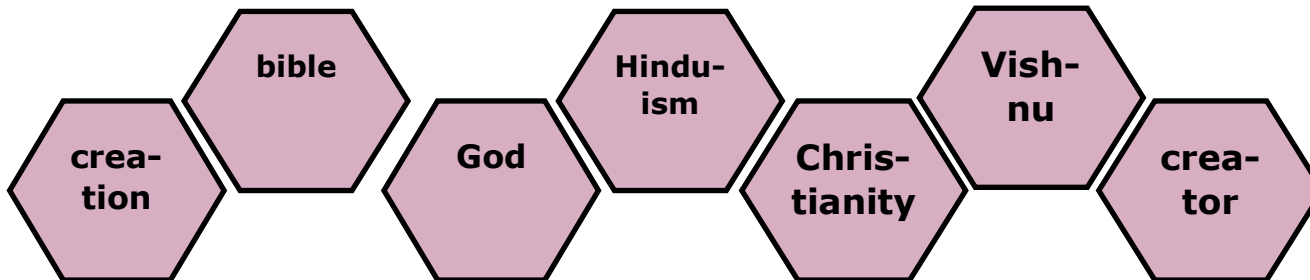 crea-
tion
bible
God
Hindu-
ism
Chris-
tianity
Vish-
nu
crea-
tor